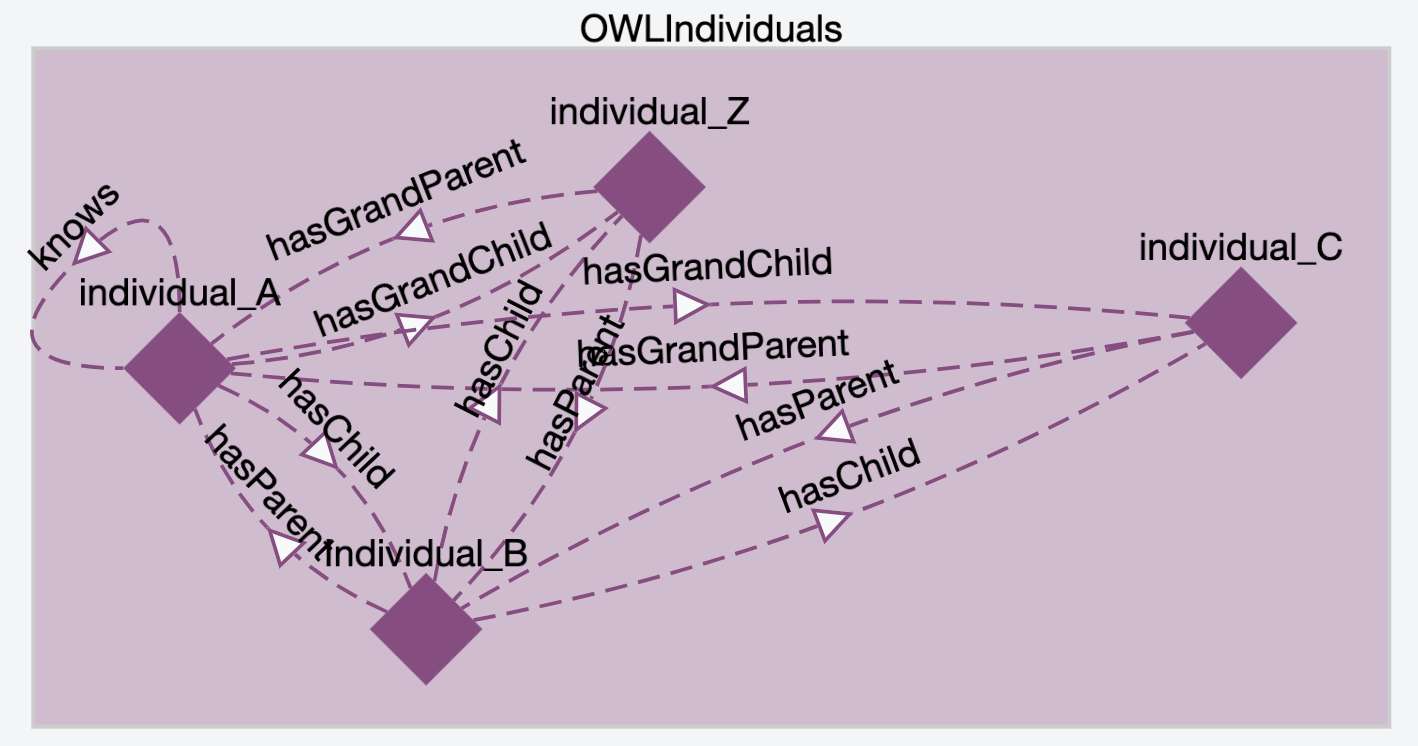 OWLIndividuals
individual_Z
hasGrandParent
knows
hasGrandChild
individual_C
hasGrandChild
individual_A
hasChild
hasParent
hasGrandParent
hasParent
hasChild
hasParent
hasChild
individual_B